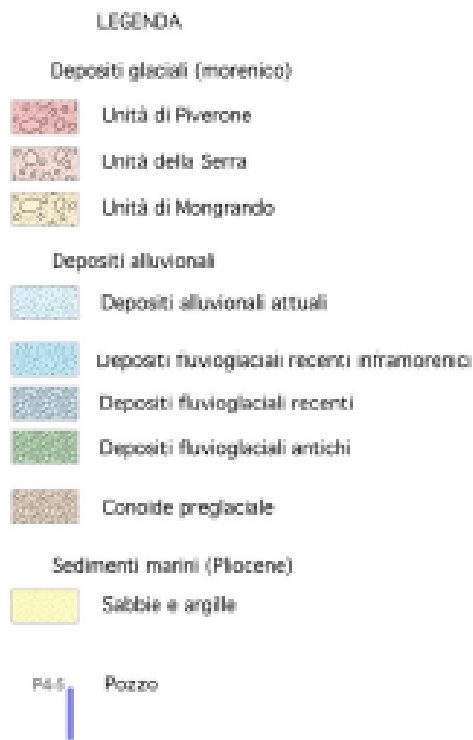 LEGENDA
Depositi glaciali (morenico)
Unità di Piverone
Unità della Serra
Unità di Mongrando
Depositi alluvionali
Depositi alluvionali attuali
Depositi fluvioglaciali recenti inframorenici
Depositi fluvioglaciali recenti
Depositi fluvioglaciali antichi
Conoide preglaciale
Sedimenti marini (Pliocene)
Sabbie e argille
Pozzo